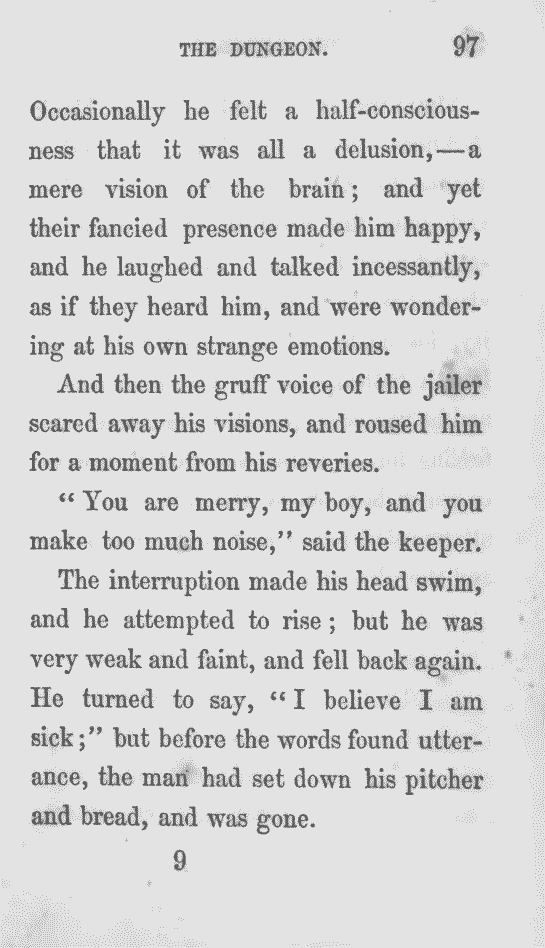 THE DUNGEON. 97
Occasionally he felt a half-conscious-
ness that it was all a delusion,—a
mere vision of the brain; and yet
their fancied presence made him happy,
and he laughed and talked incessantly,
as if they heard him, and were wonder-
ing at his own strange emotions.
And then the gruff voice of the jailer
scared away his visions, and roused him
for a moment from his reveries.
“You are merry, my boy, and you
make too much noise,” said the keeper.
The interruption made his head swim,
and he attempted to rise; but he was
very weak and faint, and fell back again.
He turned to say, “I believe I am
sick;” but before the words found utter-
ance, the man had set down his pitcher
and bread, and was gone.
9